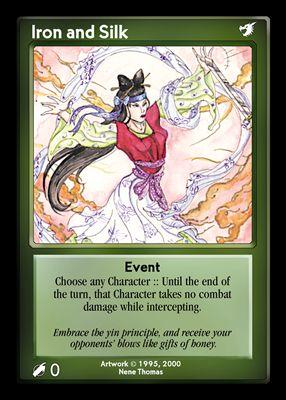 Iron and Silk
Event
Choose any Character :: Until the end of
the turn, that Character takes no combat
damage while intercepting.
Embrace the yin principle, and receive your
opponents' blows like gifts of honey.
0
Artwork © 1995, 2000
Nene Thomas